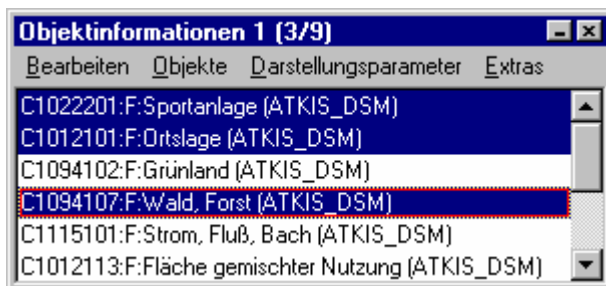 Objektinformationen 1 (3/9)
Bearbeiten Objekte Darstellungsparameter Extras
C1022201:F:Sportanlage (ATKIS_DSM)
C1012101:F:Ortslage (ATKIS_DSM)
C1094102:F:Grünland (ATKIS_DSM)
C1094107:F:Wald, Forst (ATKIS_DSM)
C1115101:F:Strom, Fluß, Bach (ATKIS_DSM)
C1012113:F:Fläche gemischter Nutzung (ATKIS_DSM)